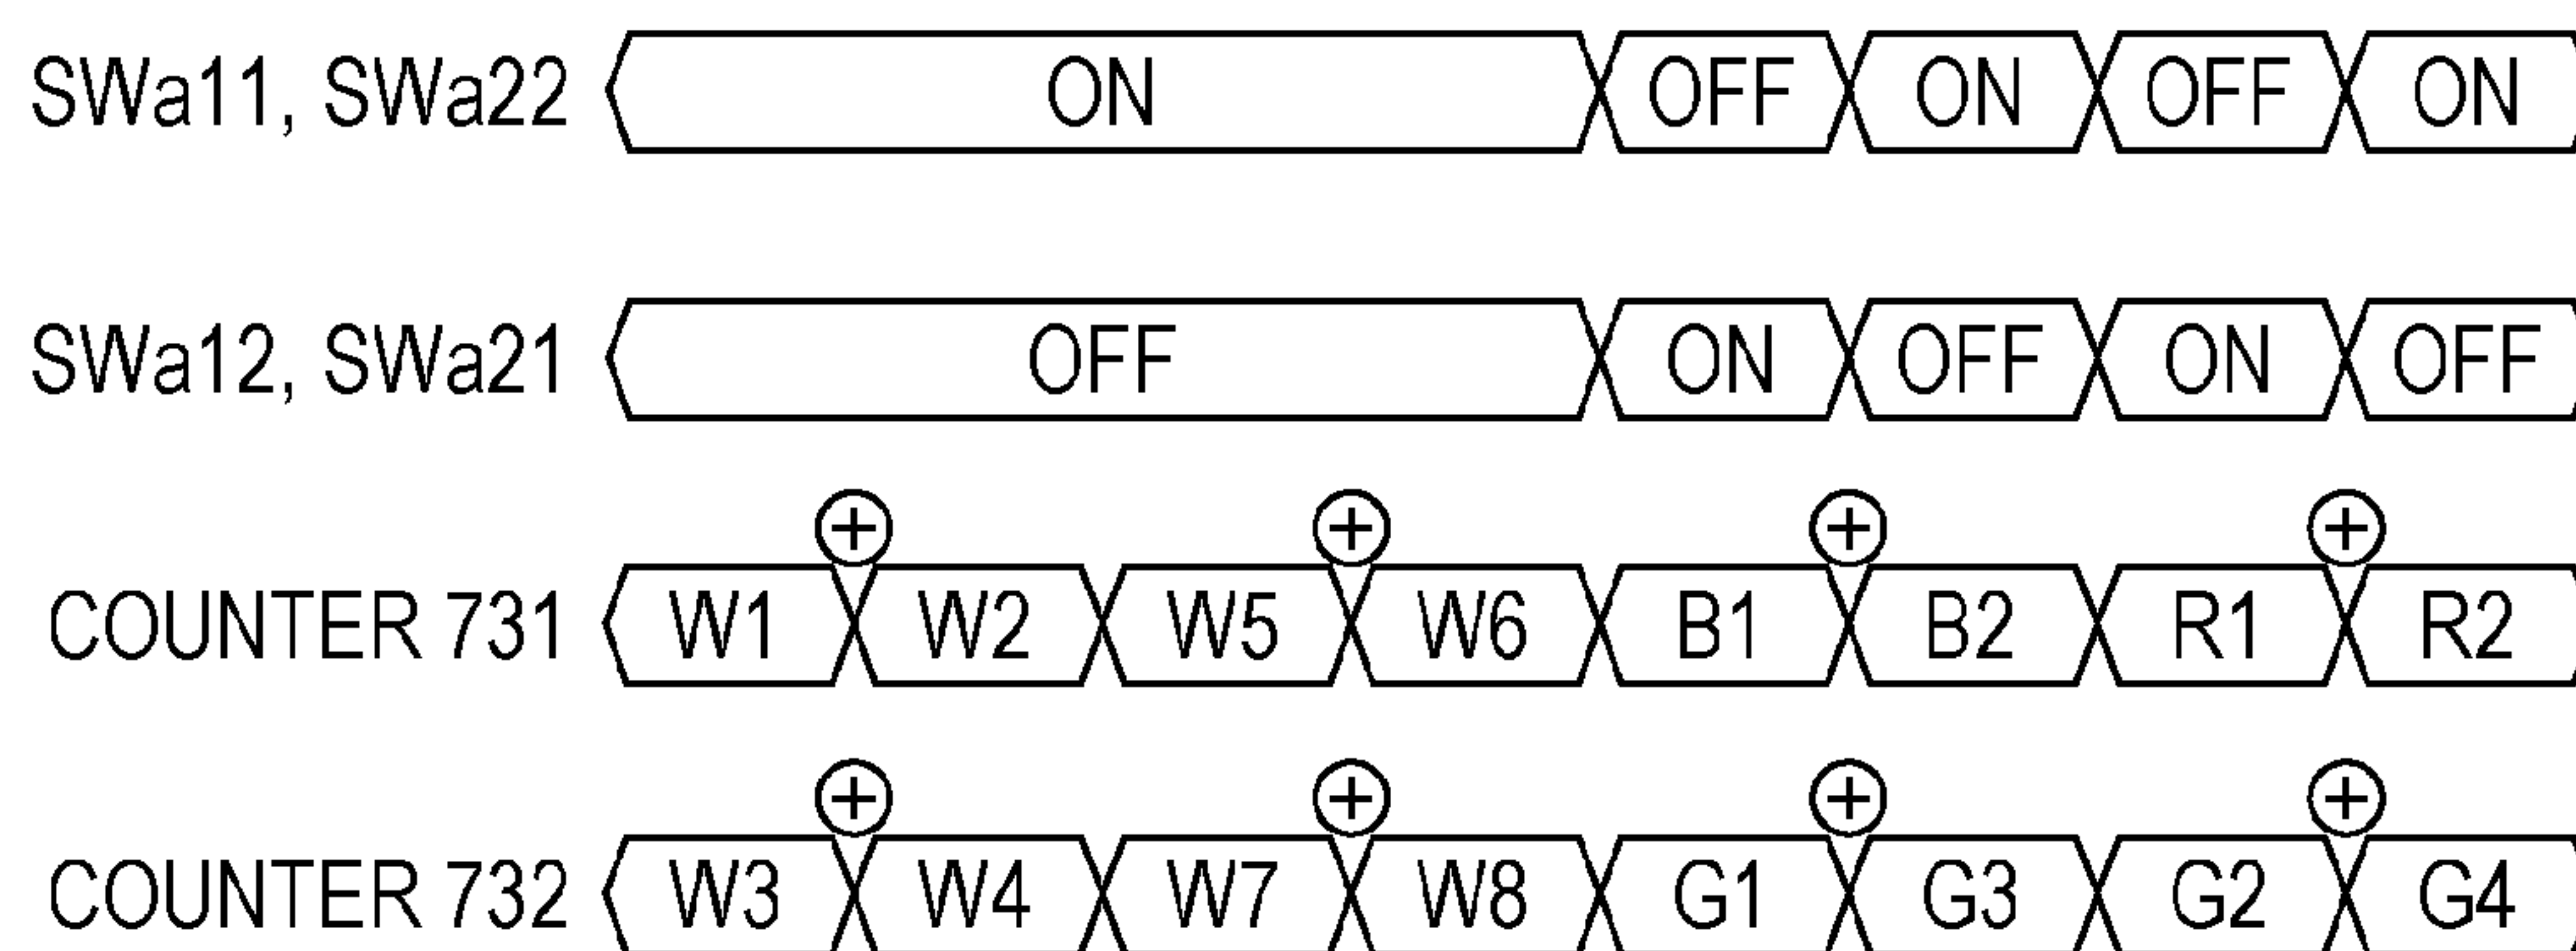 SWa11, SWa22 ON OFF ON OFF ON
SWa12, SWa21 OFF ON OFF ON OFF
+ + + +
COUNTER 731 W1 W2 W5 W6 B1 B2 R1 R2
+ + + +
COUNTER 732 W3 W4 W7 W8 G1 G3 G2 G4